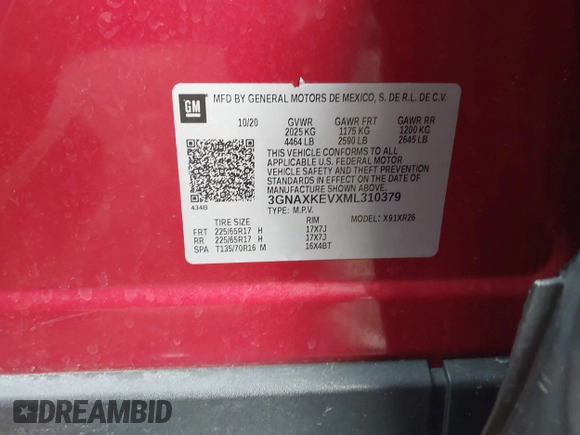 GM
MFD BY GENERAL MOTORS DE MEXICO, S. DE R.L. DE C.V.
10/20 GVWR GAWR FRT GAWR RR
2025 KG 1175 KG 1200 KG
4464 LB 2590 LB 2645 LB
THIS VEHICLE CONFORMS TO ALL
APPLICABLE U.S. FEDERAL MOTOR
VEHICLE SAFETY AND THEFT PREVENTION
STANDARDS IN EFFECT ON THE DATE OF
MANUFACTURE SHOWN ABOVE.
3GNAXKEVXML310379
434B
TYPE: M.P.V. MODEL: X91XR26
TIRE SIZE RIM
FRT 225/65R17 H 17X7J
RR 225/65R17 H 17X7J
SPA T135/70R16 M 16X4BT
DREAMBID